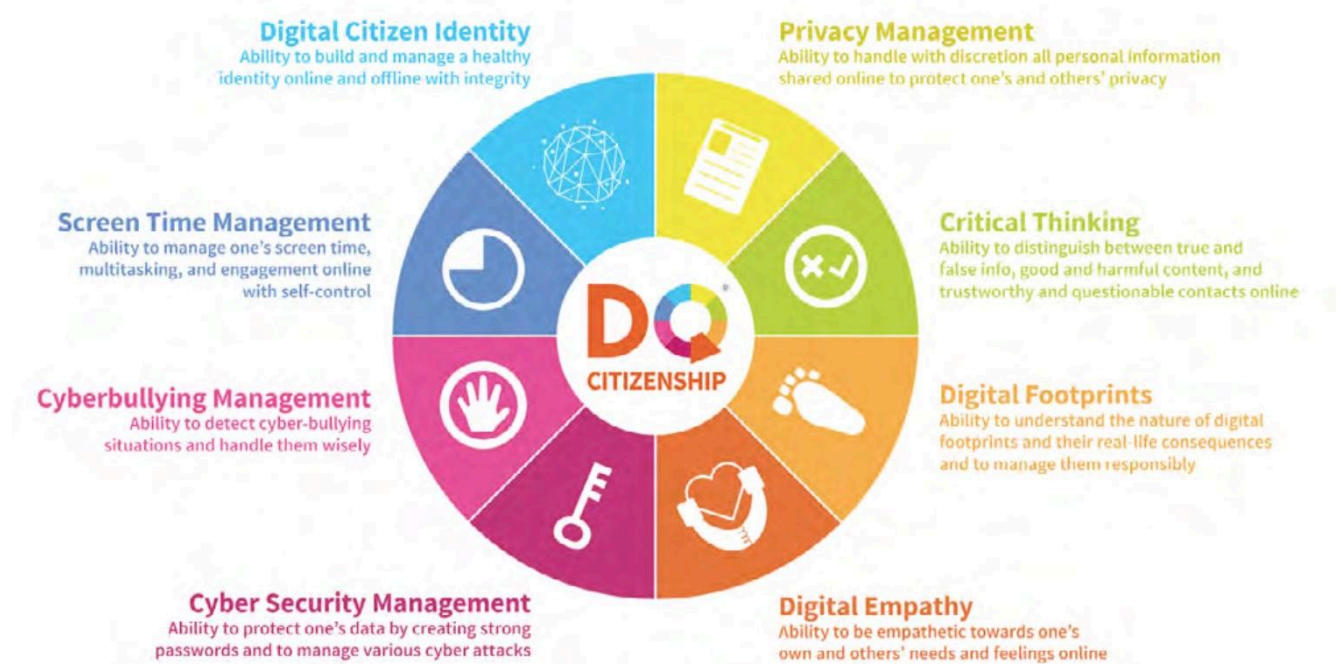 Digital Citizen Identity
Ability to build and manage a healthy
identity online and offline with integrity
Privacy Management
Ability to handle with discretion all personal information
shared online to protect one's and others' privacy
Screen Time Management
Ability to manage one's screen time,
multitasking, and engagement online
with self-control
Critical Thinking
Ability to distinguish between true and
false info, good and harmful content, and
trustworthy and questionable contacts online
DQ
CITIZENSHIP
Cyberbullying Management
Ability to detect cyber-bullying
situations and handle them wisely
Digital Footprints
Ability to understand the nature of digital
footprints and their real-life consequences
and to manage them responsibly
Cyber Security Management
Ability to protect one's data by creating strong
passwords and to manage various cyber attacks
Digital Empathy
Ability to be empathetic towards one's
own and others' needs and feelings online